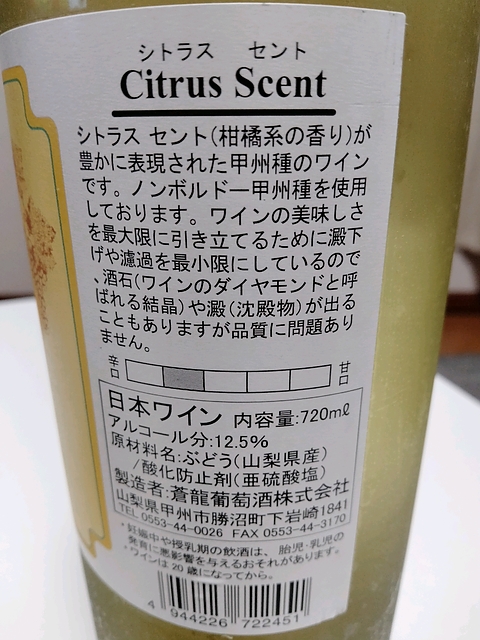 シトラス セント
Citrus Scent
シトラス セント(柑橘系の香り)が
豊かに表現された甲州種のワイン
です。ノンボルドー甲州種を使用
しております。ワインの美味しさ
を最大限に引き立てるために澱下
げや濾過を最小限にしているので
、酒石(ワインのダイヤモンドと呼
ばれる結晶)や澱(沈殿物)が出る
こともありますが品質に問題あり
ません。
辛口 甘口
日本ワイン 内容量:720mℓ
アルコール分:12.5%
原材料名:ぶどう(山梨県産)
/酸化防止剤(亜硫酸塩)
製造者:蒼龍葡萄酒株式会社
山梨県甲州市勝沼町下岩崎1841
TEL 0553-44-0026 FAX 0553-44-3170
・妊娠中や授乳期の飲酒は、胎児・乳児の
発育に悪影響を与えるおそれがあります。
・ワインは20歳になってから。
4 944226 722451